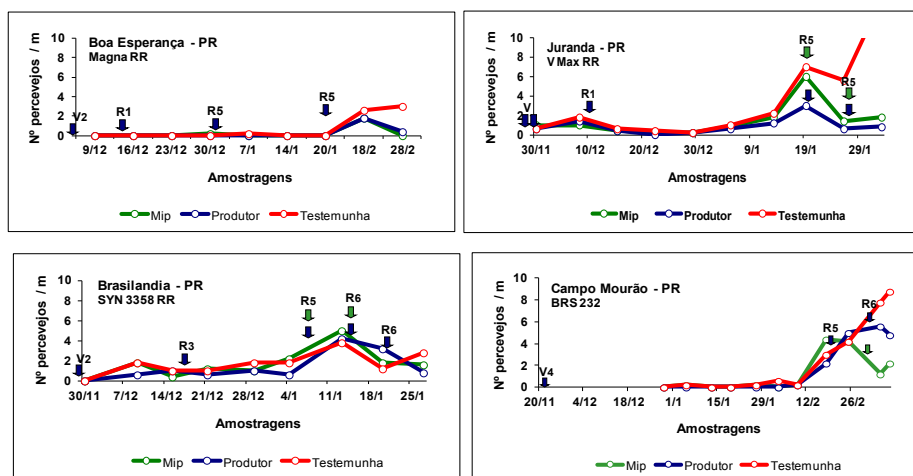 Nº percevejos / m
10
8
6
4
2
0
Boa Esperança - PR
Magna RR
V2
R1
R5
R5
9/12 16/12 23/12 30/12 7/1 14/1 20/1 18/2 28/2
Amostragens
Mip Produtor Testemunha
Nº percevejos / m
10
8
6
4
2
0
Juranda - PR
V Max RR
V
R1
R5
R5
30/11 10/12 20/12 30/12 9/1 19/1 29/1
Amostragens
Mip Produtor Testemunha
Nº percevejos / m
10
8
6
4
2
0
Brasilandia - PR
SYN 3358 RR
V2
R3
R5
R6
R6
30/11 7/12 14/12 21/12 28/12 4/1 11/1 18/1 25/1
Amostragens
Mip Produtor Testemunha
Nº percevejos / m
10
8
6
4
2
0
Campo Mourão - PR
BRS 232
V4
R5
R6
20/11 4/12 18/12 1/1 15/1 29/1 12/2 26/2
Amostragens
Mip Produtor Testemunha